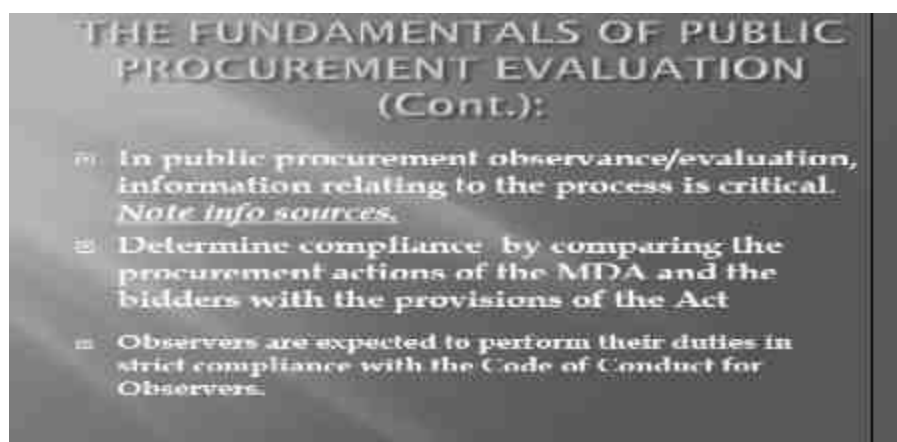 THE FUNDAMENTALS OF PUBLIC
PROCUREMENT EVALUATION
(Cont.):
In public procurement observance/evaluation,
information relating to the process is critical.
Note info sources.
Determine compliance by comparing the
procurement actions of the MDA and the
bidders with the provisions of the Act
Observers are expected to perform their duties in
strict compliance with the Code of Conduct for
Observers.